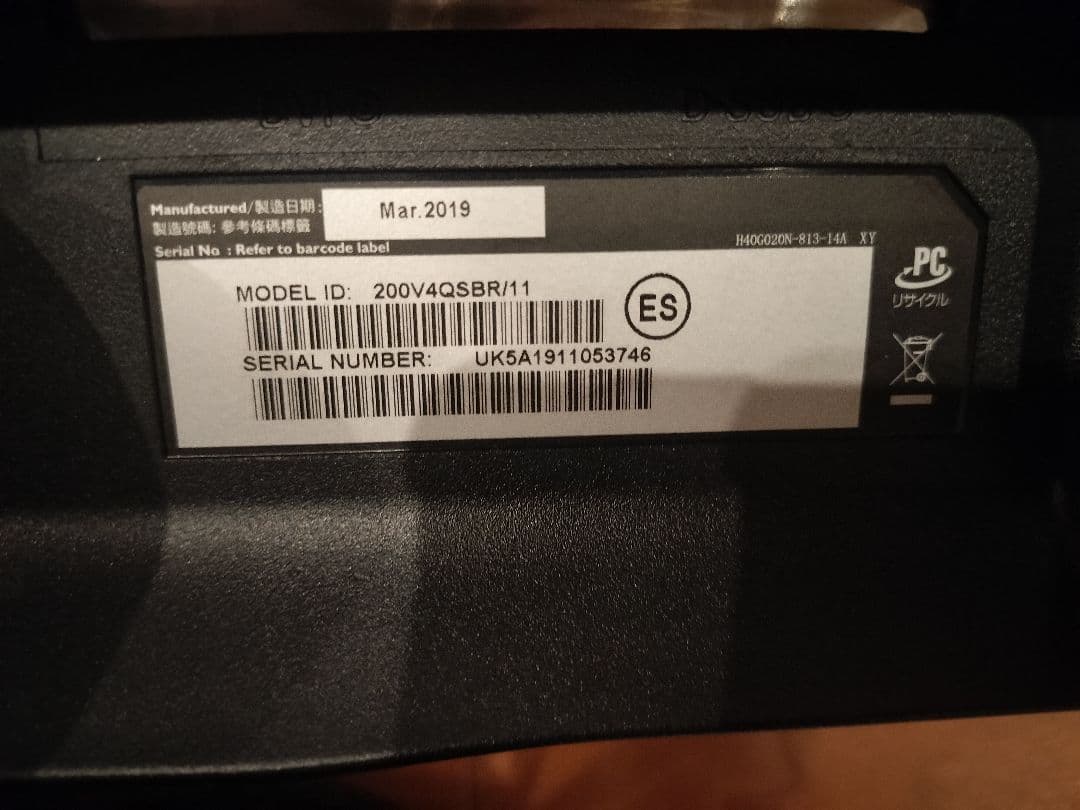 Manufactured/製造日期:
Mar.2019
製造號碼: 參考條碼標籤
Serial No : Refer to barcode label
H40G020N-813-14A XY
MODEL ID: 200V4QSBR/11
ES
SERIAL NUMBER: UK5A1911053746
PC
リサイクル